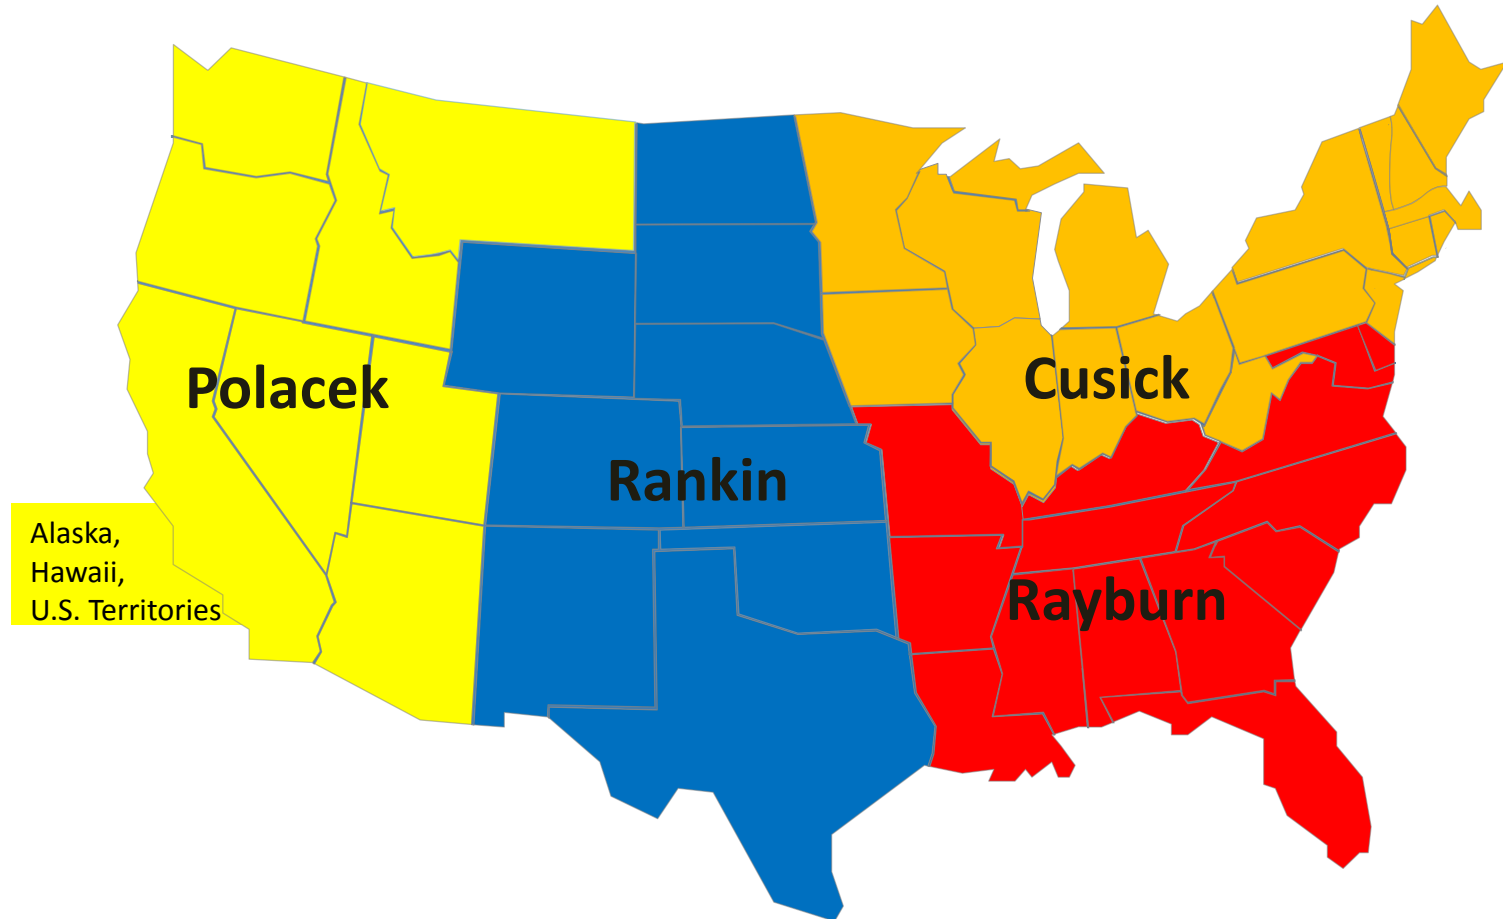 Polacek
Cusick
Rankin
Alaska,
Hawaii,
U.S. Territories
Rayburn